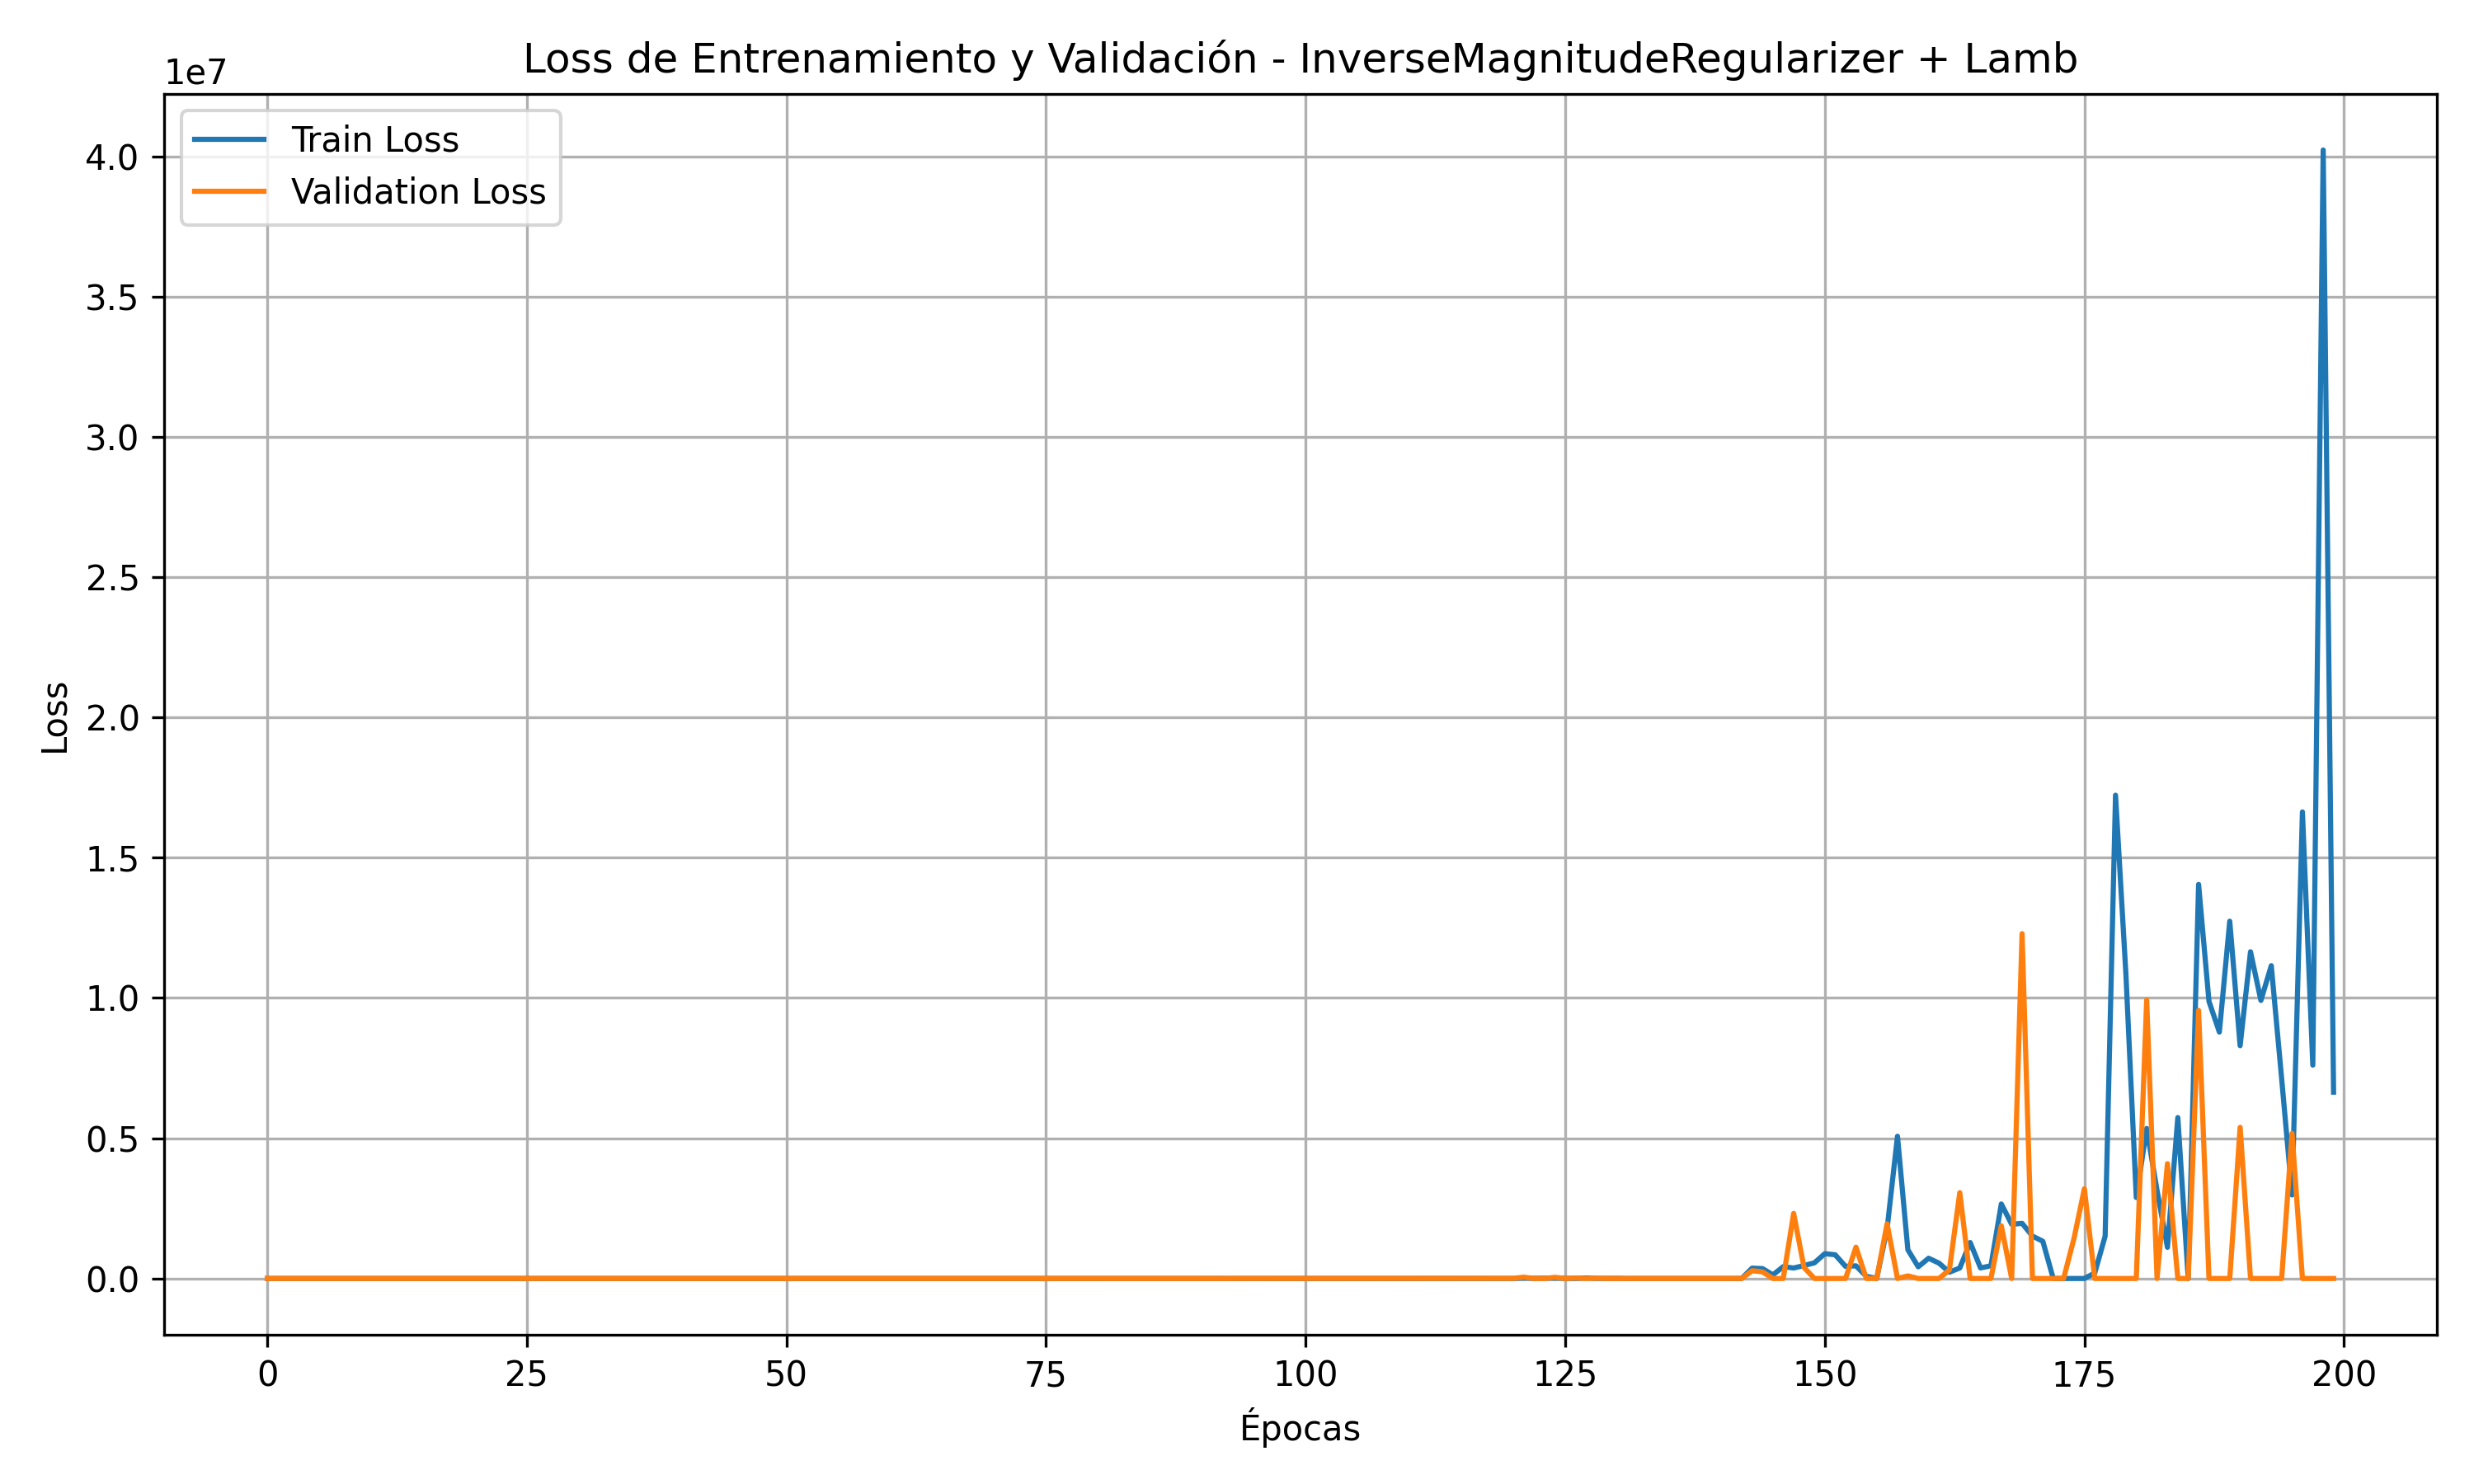 Loss de Entrenamiento y Validación - InverseMagnitudeRegularizer + Lamb
1e7
Train Loss
Validation Loss
4.0
3.5
3.0
2.5
2.0
1.5
1.0
0.5
0.0
Loss
0 25 50 75 100 125 150 175 200
Épocas